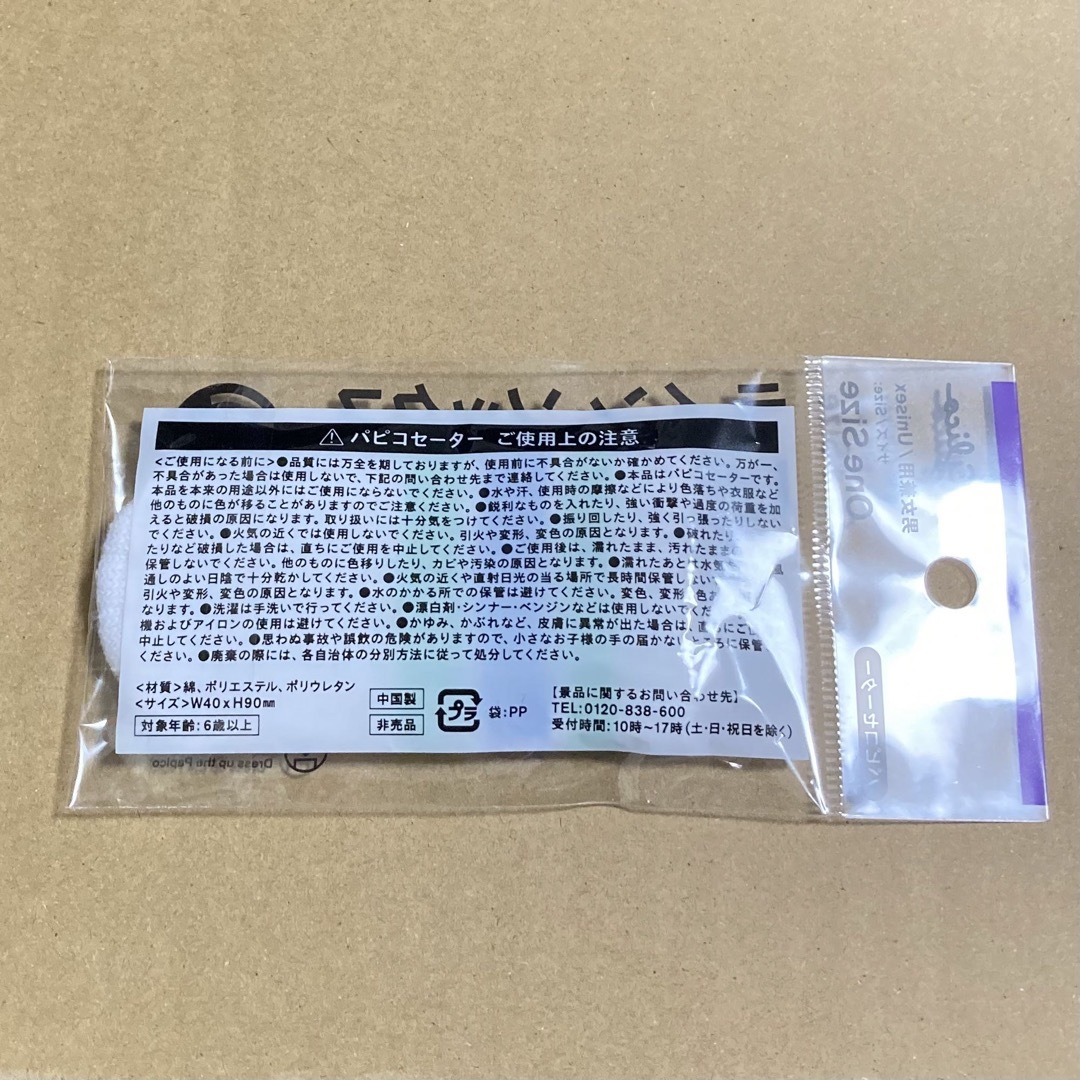 ⚠ パピコセーター ご使用上の注意
<ご使用になる前に>●品質には万全を期しておりますが、使用前に不具合がないか確かめてください。万が一、
不具合があった場合は使用しないで、下記の問い合わせ先まで連絡してください。●本品はパピコセーターです。
本品を本来の用途以外にはご使用にならないでください。●水や汗、使用時の摩擦などにより色落ちや衣服など
他のものに色が移ることがありますのでご注意ください。●鋭利なものを入れたり、強い衝撃や過度の荷重を加
えると破損の原因になります。取り扱いには十分気をつけてください。●振り回したり、強く引っ張ったりしない
でください。●火気の近くでは使用しないでください。引火や変形、変色の原因となります。●破れたり
たりなど破損した場合は、直ちにご使用を中止してください。●ご使用後は、濡れたまま、汚れたままの
保管しないでください。他のものに色移りしたり、カビや汚染の原因となります。●濡れたあとは水気
通しのよい日陰で十分乾かしてください。●火気の近くや直射日光の当る場所で長時間保管しない
引火や変形、変色の原因となります。●水のかかる所での保管は避けてください。変色、変形
なります。●洗濯は手洗いで行ってください。●漂白剤・シンナー・ベンジンなどは使用しないでくだ
機およびアイロンの使用は避けてください。●かゆみ、かぶれなど、皮膚に異常が出た場合は、直ちにご使
中止してください。●思わぬ事故や誤飲の危険がありますので、小さなお子様の手の届かないところに保管
ください。●廃棄の際には、各自治体の分別方法に従って処分してください。
<材質>綿、ポリエステル、ポリウレタン
<サイズ>W40×H90mm
対象年齢:6歳以上
中国製
非売品
プラ
袋:PP
【景品に関するお問い合わせ先】
TEL:0120-838-600
受付時間:10時〜17時(土・日・祝日を除く)
Dress up the Papico
サイズ/Size:
One Size
男女兼用/Unisex
パピコセーター